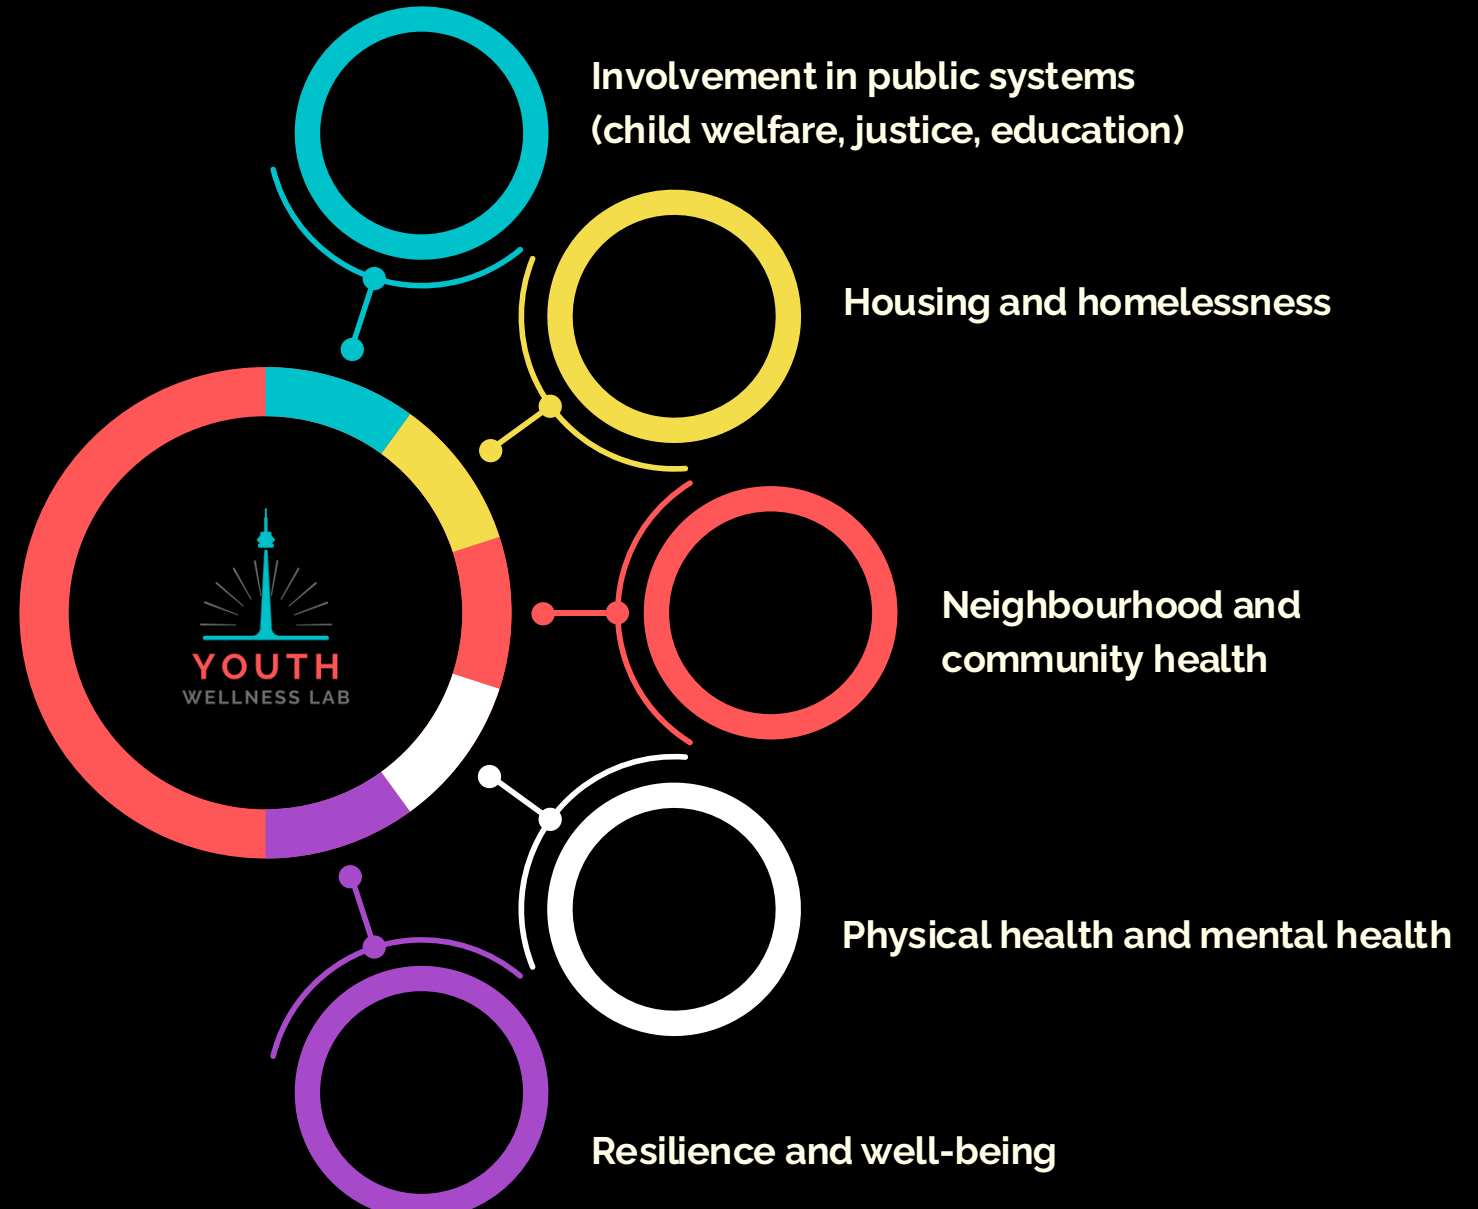 Involvement in public systems
(child welfare, justice, education)
Housing and homelessness
YOUTH
WELLNESS LAB
Neighbourhood and
community health
Physical health and mental health
Resilience and well-being